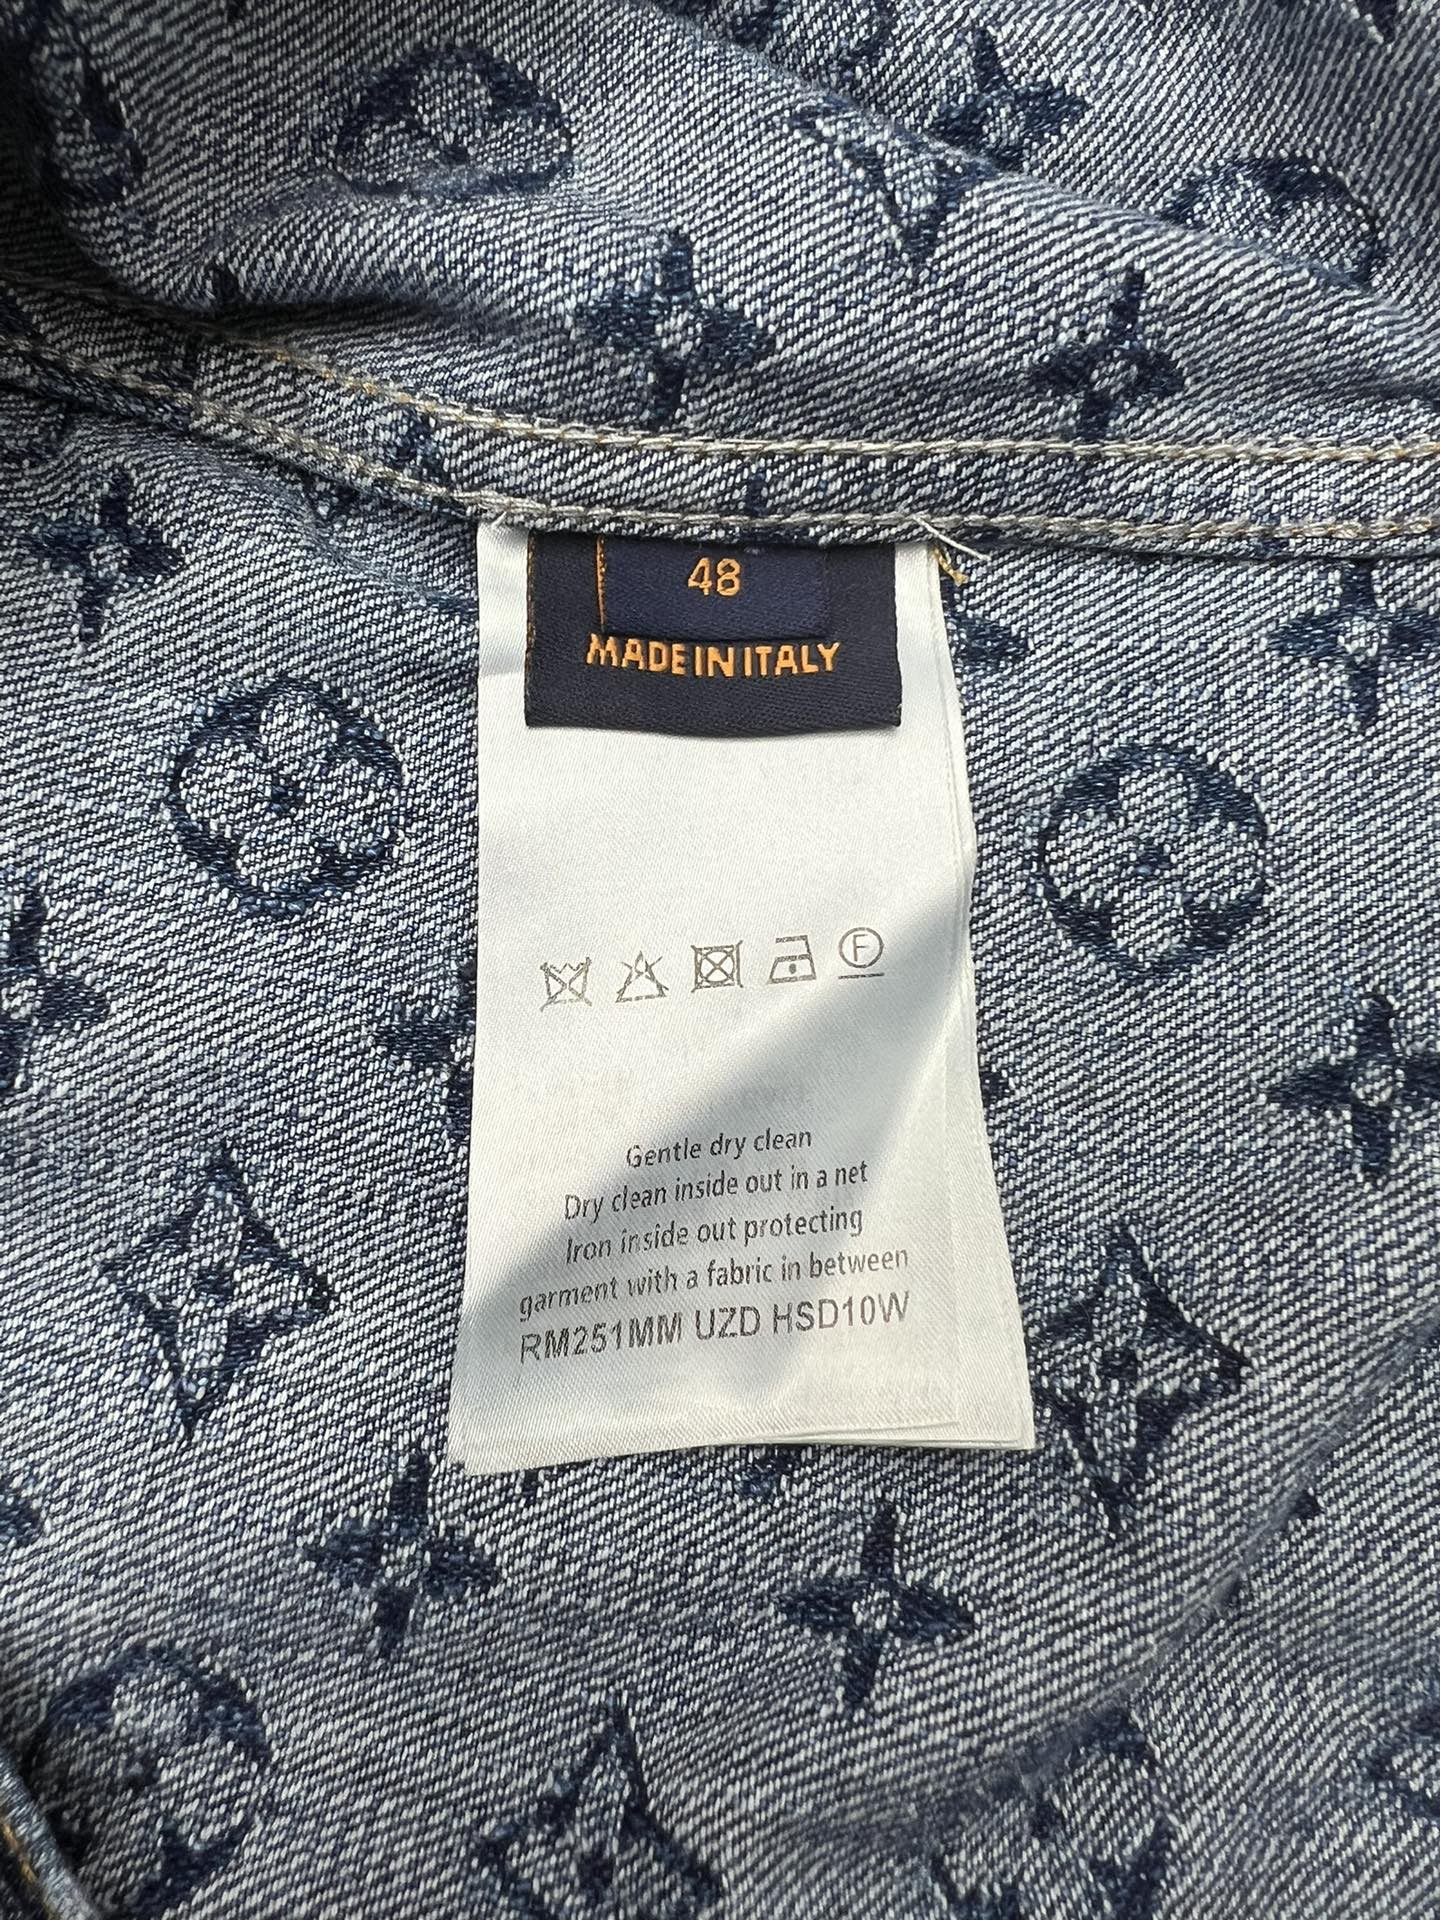 48
MADE IN ITALY
F
Gentle dry clean
Dry clean inside out in a net
Iron inside out protecting
garment with a fabric in between
RM251MM UZD HSD10W